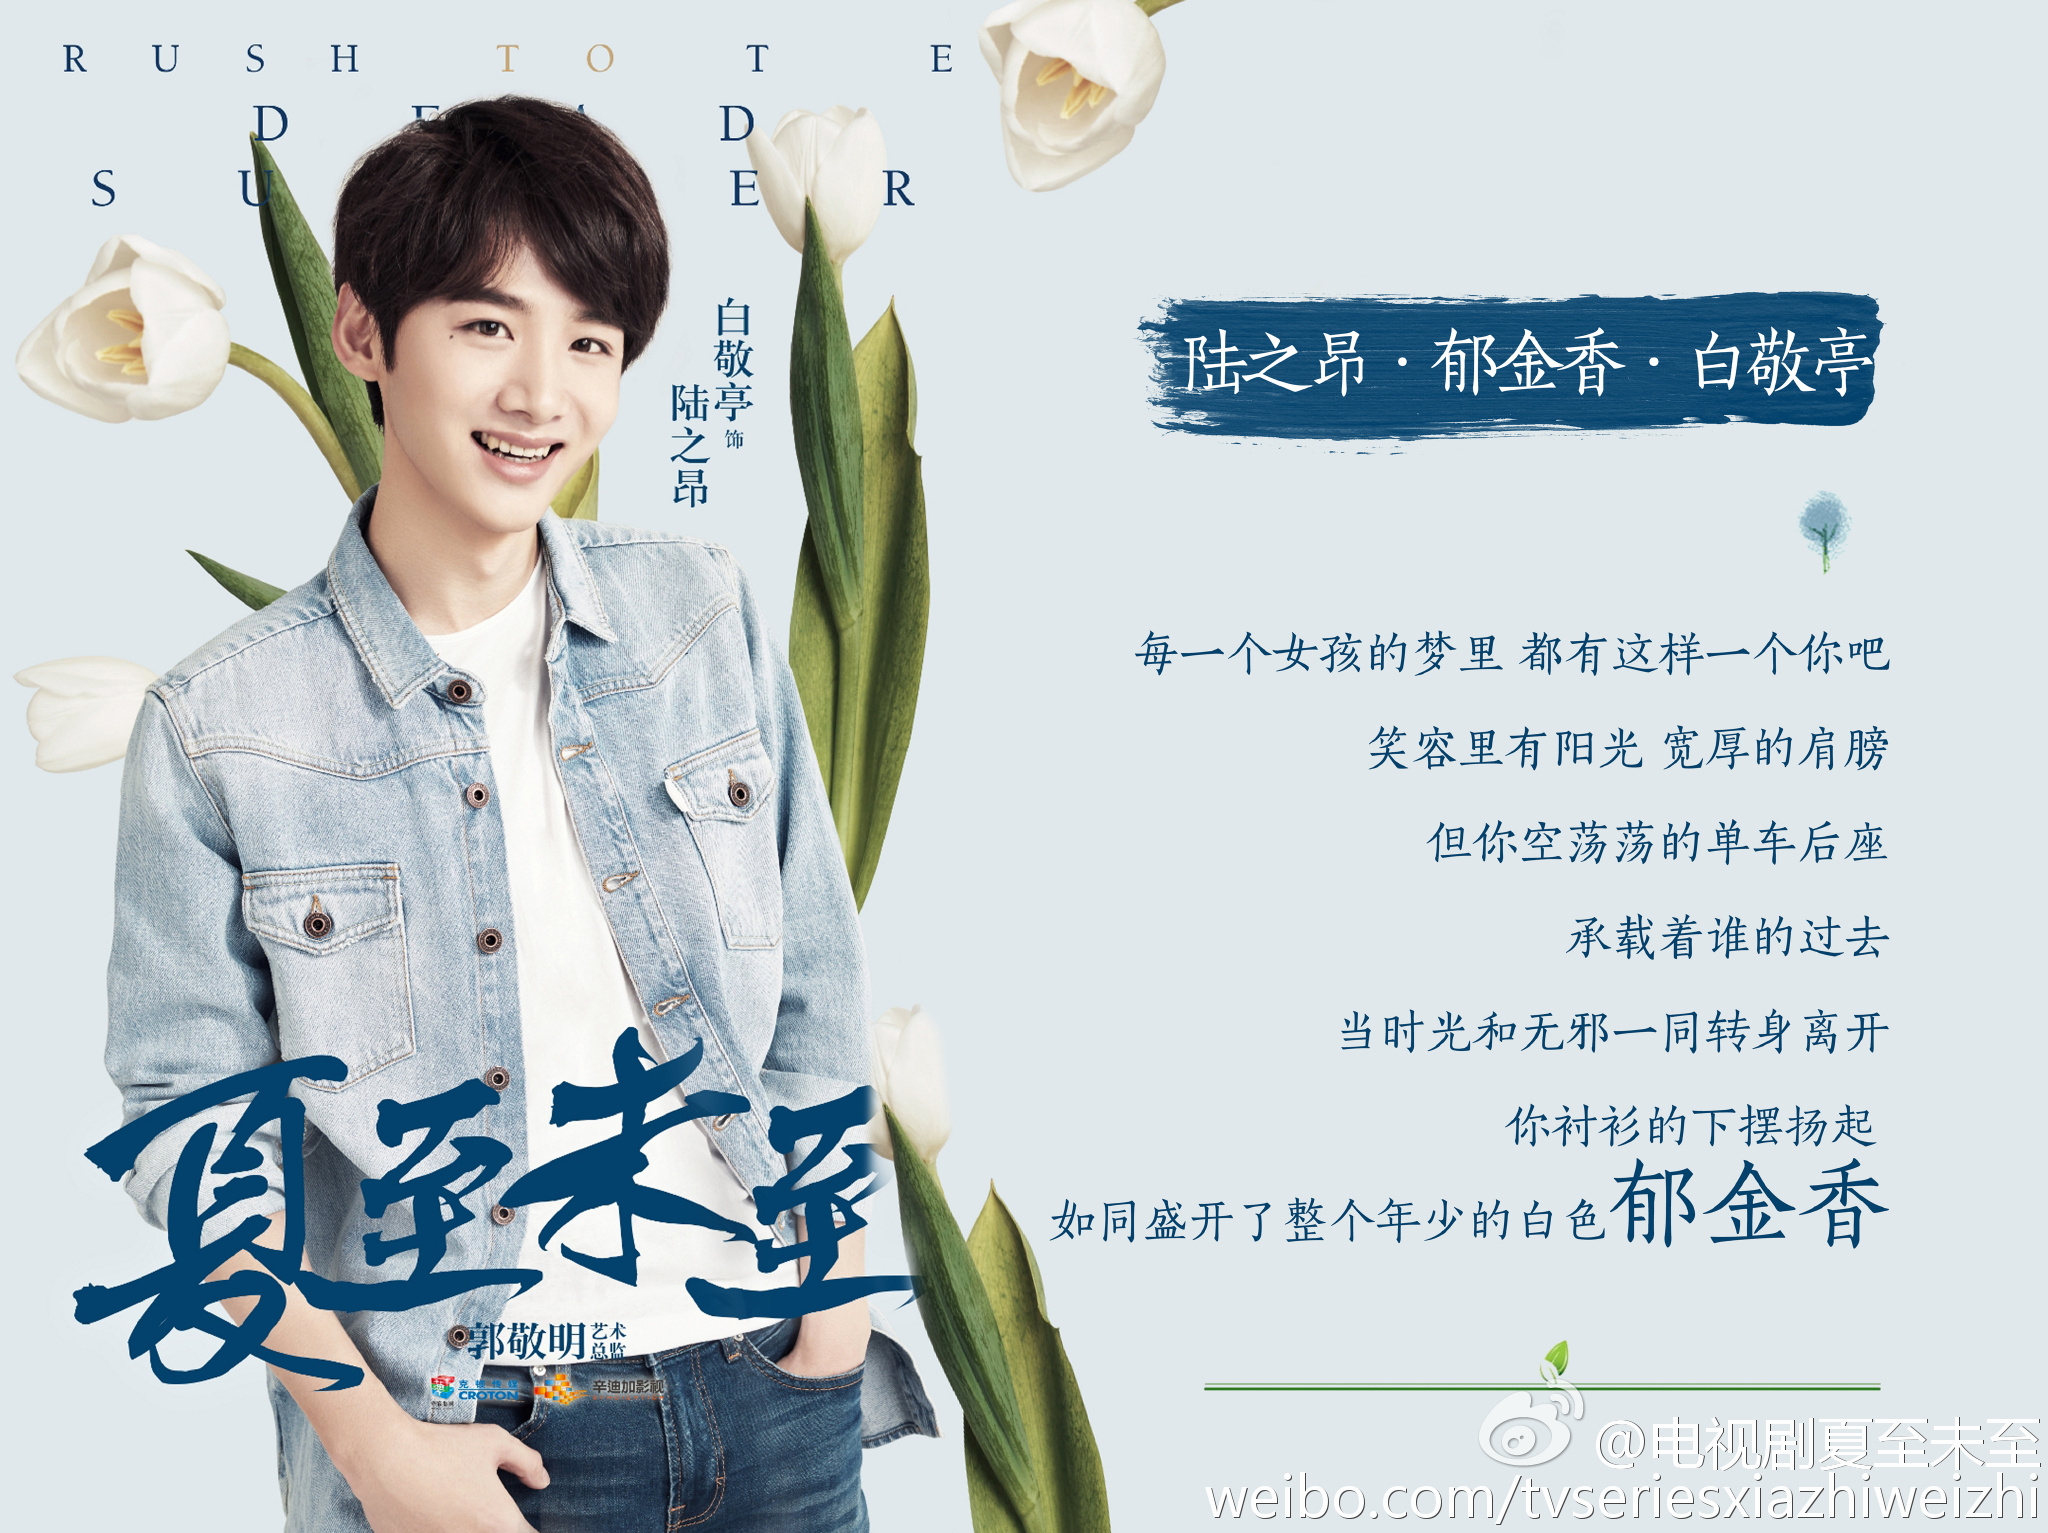 RUSH TO T E
D E A D
SU ER
白敬亭 饰
陆之昂
夏至未至
郭敬明 艺术总监
克顿传媒
CROTON
辛迪加影视
陆之昂·郁金香·白敬亭
每一个女孩的梦里 都有这样一个你吧
笑容里有阳光 宽厚的肩膀
但你空荡荡的单车后座
承载着谁的过去
当时光和无邪一同转身离开
你衬衫的下摆扬起
如同盛开了整个年少的白色郁金香
@电视剧夏至未至
weibo.com/tvseriesxiazhiweizhi